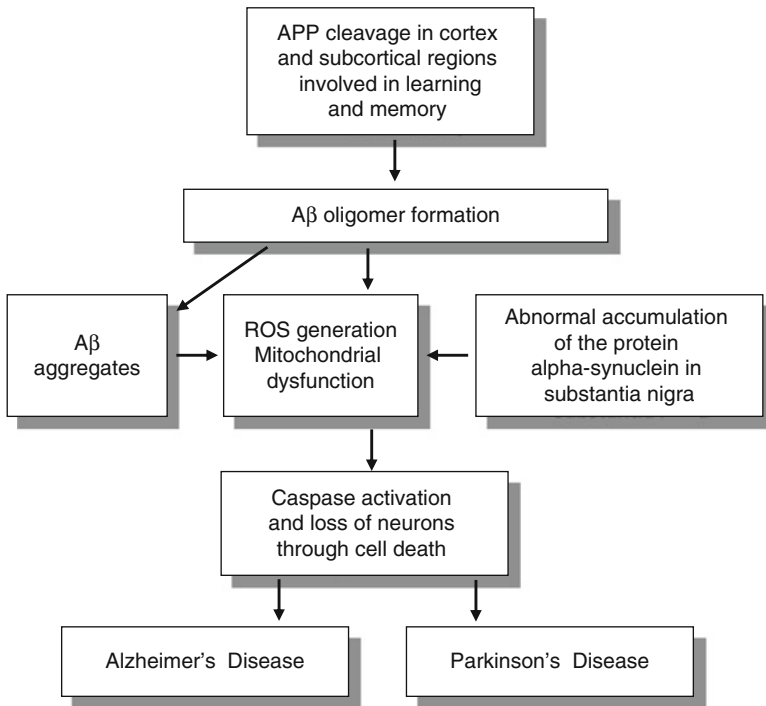 APP cleavage in cortex
and subcortical regions
involved in learning
and memory
Aβ oligomer formation
Aβ
aggregates
ROS generation
Mitochondrial
dysfunction
Abnormal accumulation
of the protein
alpha-synuclein in
substantia nigra
Caspase activation
and loss of neurons
through cell death
Alzheimer's Disease
Parkinson's Disease